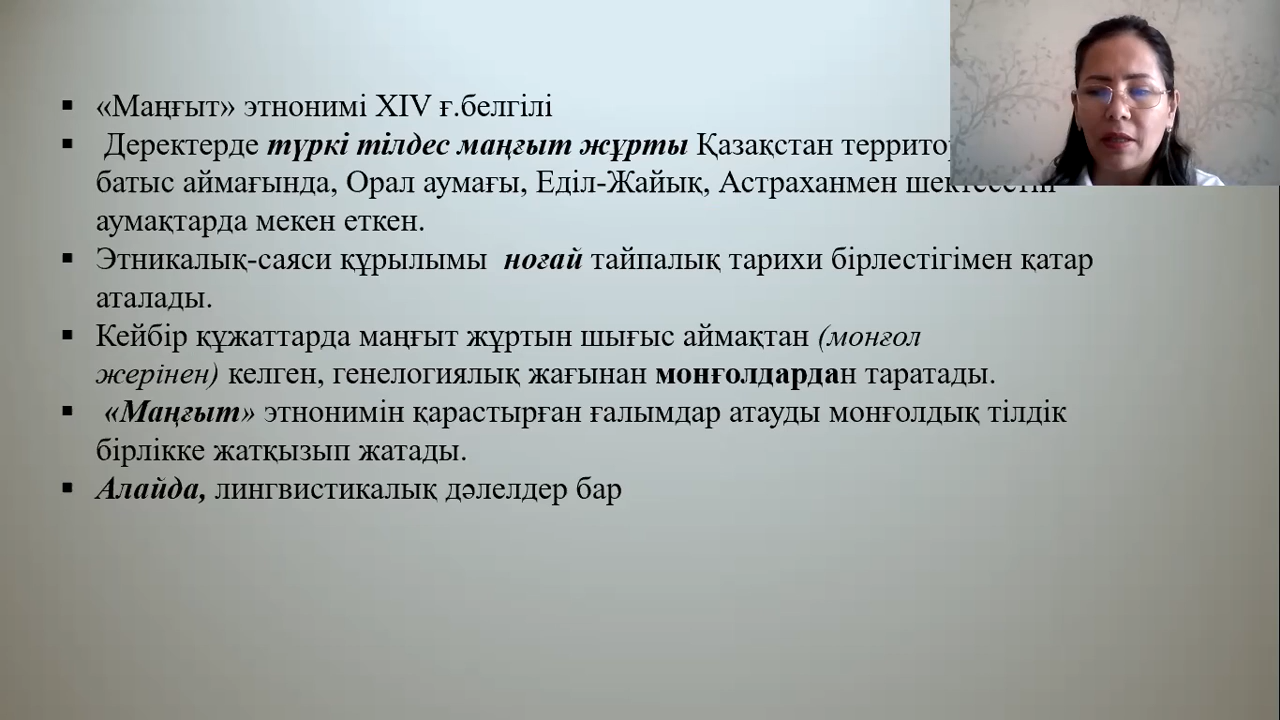 «Маңғыт» этнонимі XIV ғ.белгілі
Деректерде түркі тілдес маңғыт жұрты Қазақстан
батыс аймағында, Орал аумағы, Еділ-Жайық, Астраханмен
аумақтарда мекен еткен.
Этникалық-саяси құрылымы ноғай тайпалық тарихи бірлестігімен қатар
аталады.
Кейбір құжаттарда маңғыт жұртын шығыс аймақтан (монғол
жерінен) келген, генелогиялық жағынан монғолдардан таратады.
«Маңғыт» этнонимін қарастырған ғалымдар атауды монғолдық тілдік
бірлікке жатқызып жатады.
Алайда, лингвистикалық дәлелдер бар